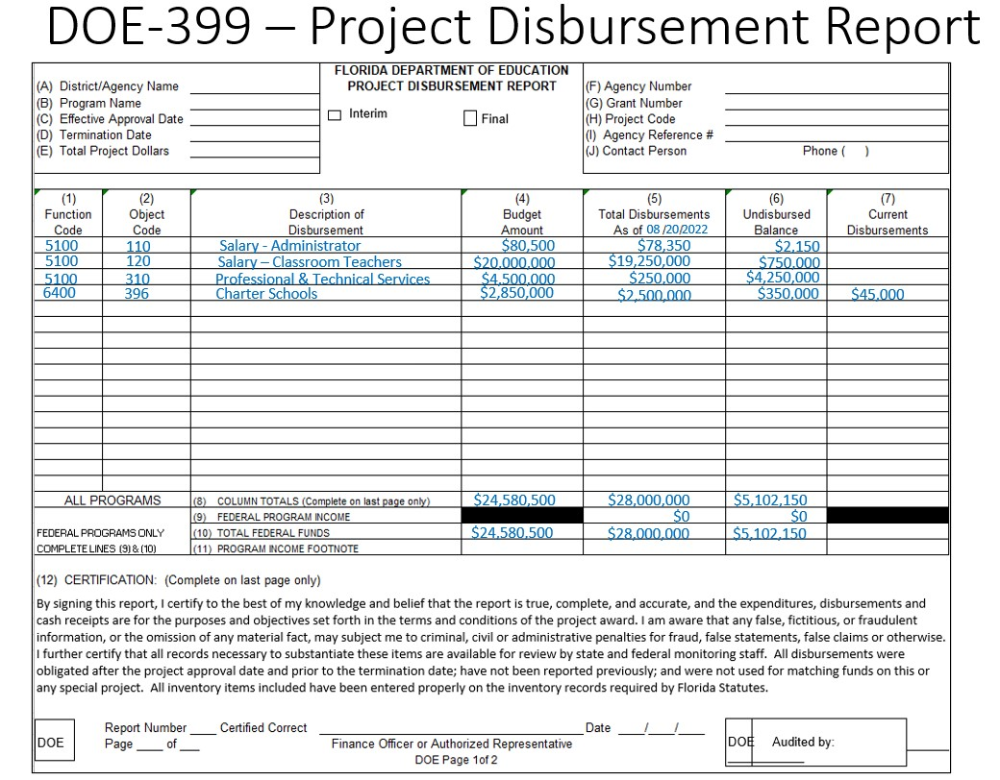 DOE-399 – Project Disbursement Report
FLORIDA DEPARTMENT OF EDUCATION
PROJECT DISBURSEMENT REPORT
(A) District/Agency Name
(B) Program Name
(C) Effective Approval Date
(D) Termination Date
(E) Total Project Dollars
Interim
Final
(F) Agency Number
(G) Grant Number
(H) Project Code
(I) Agency Reference #
(J) Contact Person Phone ( )
(1) (2) (3) (4) (5) (6) (7)
Function Object Description of Budget Total Disbursements Undisbursed Current
Code Code Disbursement Amount As of 08/20/2022 Balance Disbursements
5100 110 Salary - Administrator $80,500 $78,350 $2,150
5100 120 Salary – Classroom Teachers $20,000,000 $19,250,000 $750,000
5100 310 Professional & Technical Services $4,500,000 $250,000 $4,250,000
6400 396 Charter Schools $2,850,000 $2,500,000 $350,000 $45,000
ALL PROGRAMS (8) COLUMN TOTALS (Complete on last page only) $24,580,500 $28,000,000 $5,102,150
(9) FEDERAL PROGRAM INCOME $0 $0
FEDERAL PROGRAMS ONLY (10) TOTAL FEDERAL FUNDS $24,580,500 $28,000,000 $5,102,150
COMPLETE LINES (9) & (10) (11) PROGRAM INCOME FOOTNOTE
(12) CERTIFICATION: (Complete on last page only)
By signing this report, I certify to the best of my knowledge and belief that the report is true, complete, and accurate, and the expenditures, disbursements and
cash receipts are for the purposes and objectives set forth in the terms and conditions of the project award. I am aware that any false, fictitious, or fraudulent
information, or the omission of any material fact, may subject me to criminal, civil or administrative penalties for fraud, false statements, false claims or otherwise.
I further certify that all records necessary to substantiate these items are available for review by state and federal monitoring staff. All disbursements were
obligated after the project approval date and prior to the termination date; have not been reported previously; and were not used for matching funds on this or
any special project. All inventory items included have been entered properly on the inventory records required by Florida Statutes.
DOE
Report Number ____ Certified Correct ____ Date ___/___/___
Page ___ of ___ Finance Officer or Authorized Representative
DOE Page 1of 2
DOE Audited by: